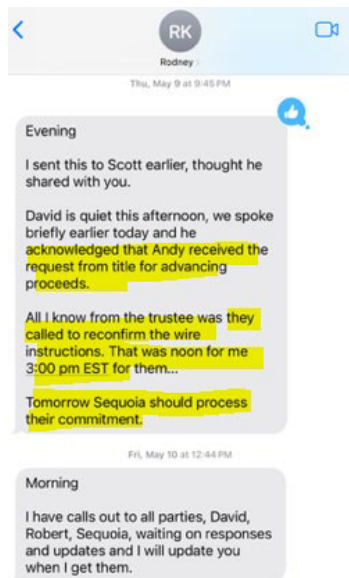 RK
Rodney
Thu, May 9 at 9:45 PM
Evening
I sent this to Scott earlier, thought he
shared with you.
David is quiet this afternoon, we spoke
briefly earlier today and he
acknowledged that Andy received the
request from title for advancing
proceeds.
All I know from the trustee was they
called to reconfirm the wire
instructions. That was noon for me
3:00 pm EST for them...
Tomorrow Sequoia should process
their commitment.
Fri, May 10 at 12:44 PM
Morning
I have calls out to all parties, David,
Robert, Sequoia, waiting on responses
and updates and I will update you
when I get them.